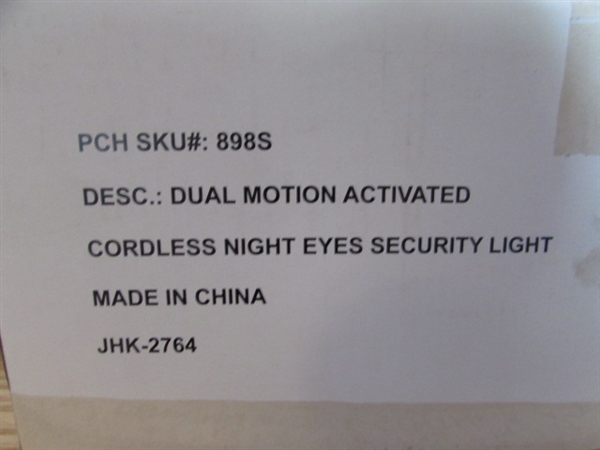 PCH SKU#: 898S
DESC.: DUAL MOTION ACTIVATED
CORDLESS NIGHT EYES SECURITY LIGHT
MADE IN CHINA
JHK-2764